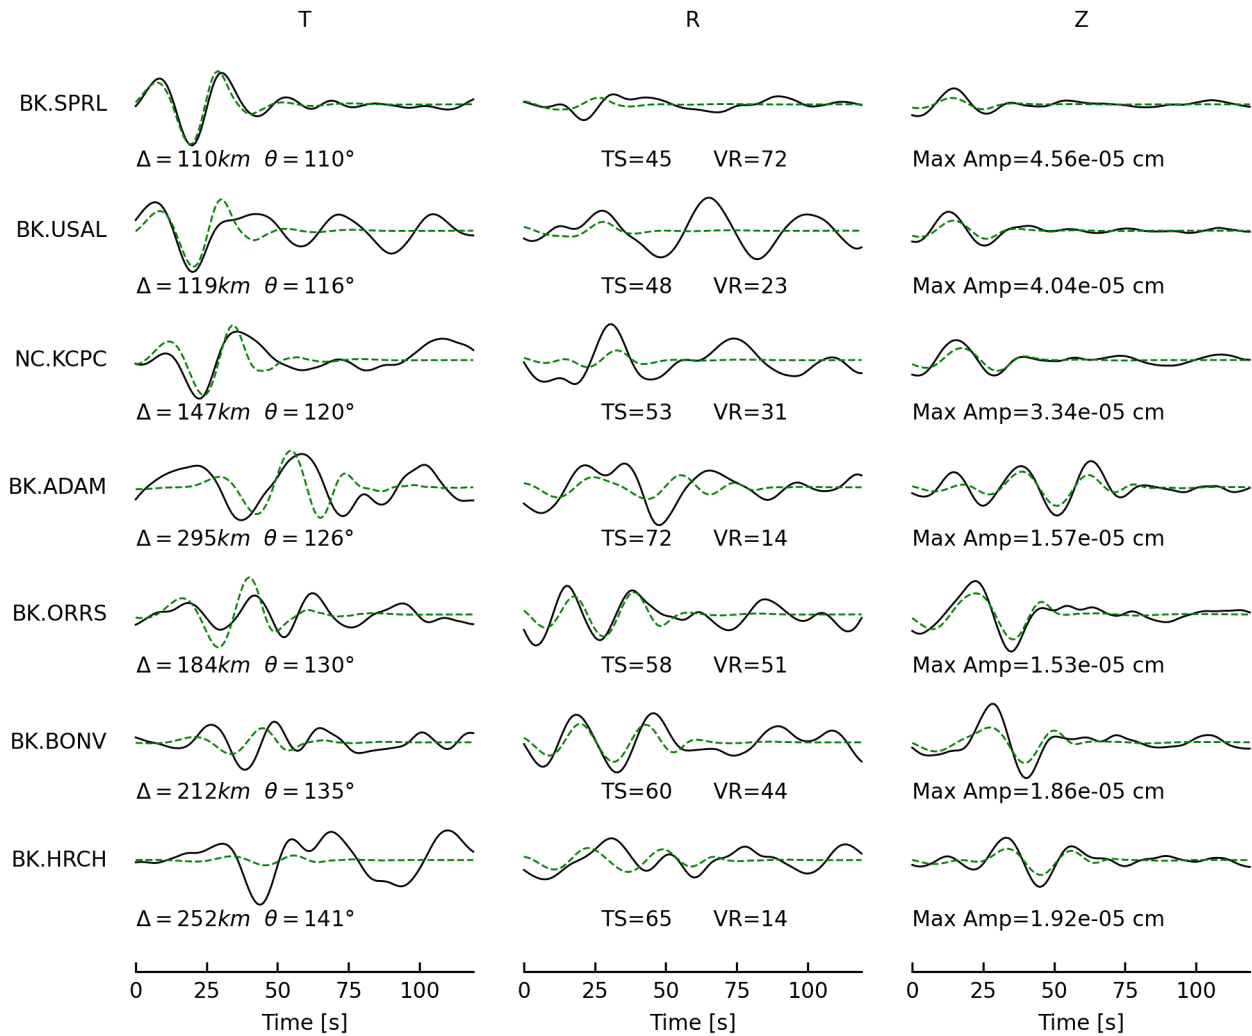 T R Z
BK.SPRL
Δ = 110km θ = 110° TS=45 VR=72 Max Amp=4.56e-05 cm
BK.USAL
Δ = 119km θ = 116° TS=48 VR=23 Max Amp=4.04e-05 cm
NC.KCPC
Δ = 147km θ = 120° TS=53 VR=31 Max Amp=3.34e-05 cm
BK.ADAM
Δ = 295km θ = 126° TS=72 VR=14 Max Amp=1.57e-05 cm
BK.ORRS
Δ = 184km θ = 130° TS=58 VR=51 Max Amp=1.53e-05 cm
BK.BONV
Δ = 212km θ = 135° TS=60 VR=44 Max Amp=1.86e-05 cm
BK.HRCH
Δ = 252km θ = 141° TS=65 VR=14 Max Amp=1.92e-05 cm
0 25 50 75 100 0 25 50 75 100 0 25 50 75 100
Time [s] Time [s] Time [s]